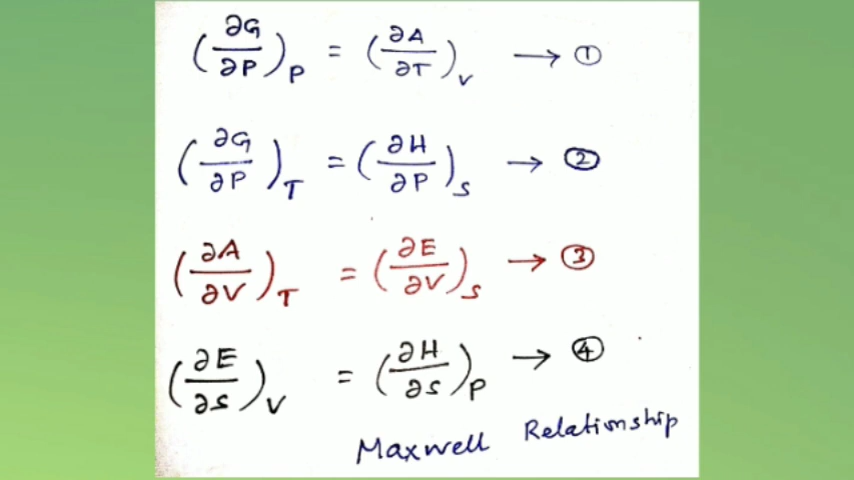 (∂G/∂P)_P = (∂A/∂T)_V → ①
(∂G/∂P)_T = (∂H/∂P)_S → ②
(∂A/∂V)_T = (∂E/∂V)_S → ③
(∂E/∂S)_V = (∂H/∂S)_P → ④
Maxwell Relationship